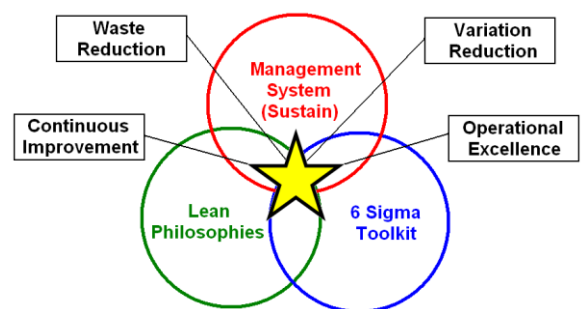 Waste
Reduction
Variation
Reduction
Management
System
(Sustain)
Continuous
Improvement
Operational
Excellence
Lean
Philosophies
6 Sigma
Toolkit